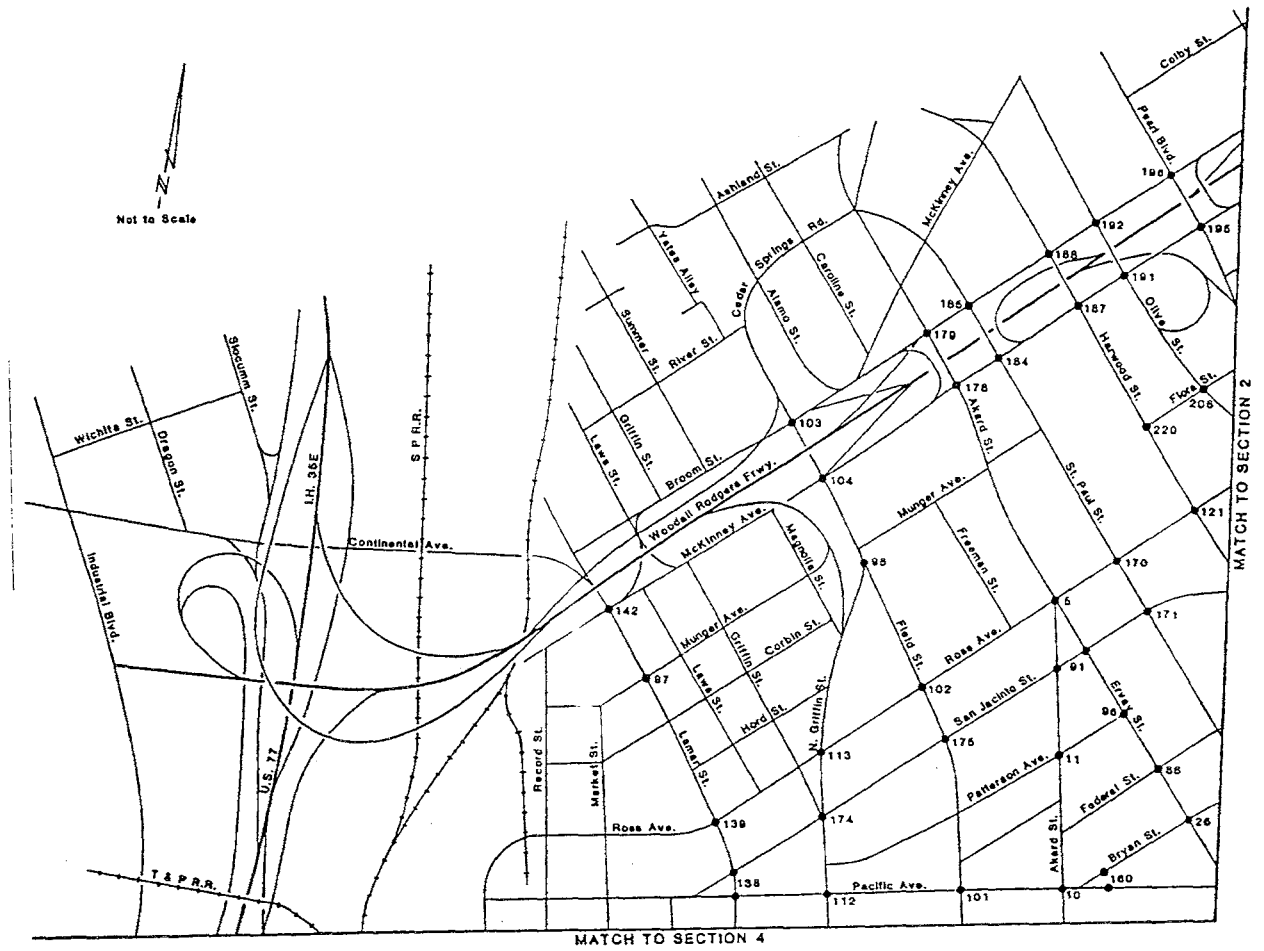 Colby St.
Pearl Blvd.
196
195
192
191
188
187
Olive St.
Harwood St.
Flora St.
206
220
121
MATCH TO SECTION 2
N
Not to Scale
Ashland St.
McKinney Ave.
Yates Alley
Cedar Springs Rd.
Caroline St.
Alamo St.
Summer St.
River St.
185
179
184
178
Akard St.
Slocumm St.
Wichita St.
Dragon St.
S P R.R.
I.H. 35E
Laws St.
Griffin St.
Broom St.
103
104
Woodall Rodgers Frwy.
McKinney Ave.
Magnolia St.
Munger Ave.
St. Paul St.
Freeman St.
98
170
171
Continental Ave.
Industrial Blvd.
142
Munger Ave.
Griffin St.
Corbin St.
Field St.
Ross Ave.
5
91
87
Laws St.
Hord St.
N. Griffin St.
102
San Jacinto St.
Ervay St.
96
U.S. 77
Record St.
Market St.
Lamar St.
113
175
Patterson Ave.
11
Federal St.
88
139
Ross Ave.
174
Akard St.
26
Bryan St.
T & P R.R.
138
Pacific Ave.
112
101
10
160
MATCH TO SECTION 4